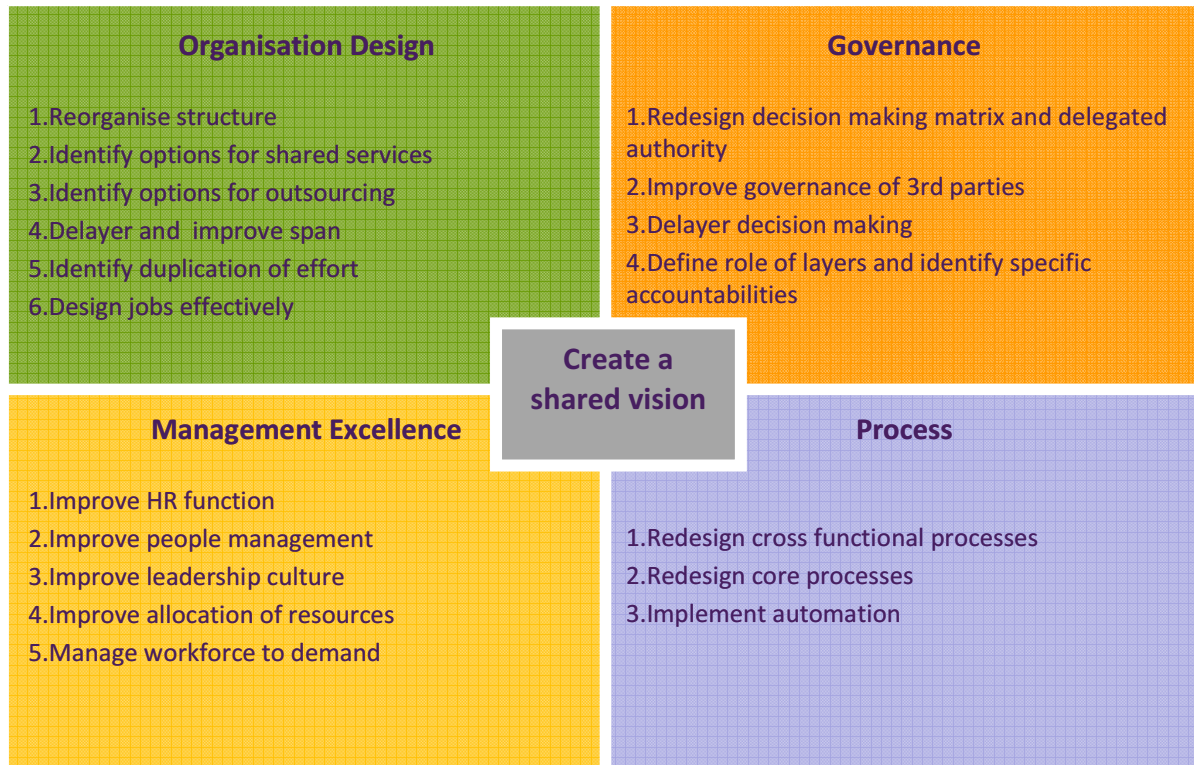 Organisation Design
1.Reorganise structure
2.Identify options for shared services
3.Identify options for outsourcing
4.Delayer and  improve span
5.Identify duplication of effort
6.Design jobs effectively
Governance
1.Redesign decision making matrix and delegated
authority
2.Improve governance of 3rd parties
3.Delayer decision making
4.Define role of layers and identify specific
accountabilities
Create a
shared vision
Management Excellence
1.Improve HR function
2.Improve people management
3.Improve leadership culture
4.Improve allocation of resources
5.Manage workforce to demand
Process
1.Redesign cross functional processes
2.Redesign core processes
3.Implement automation